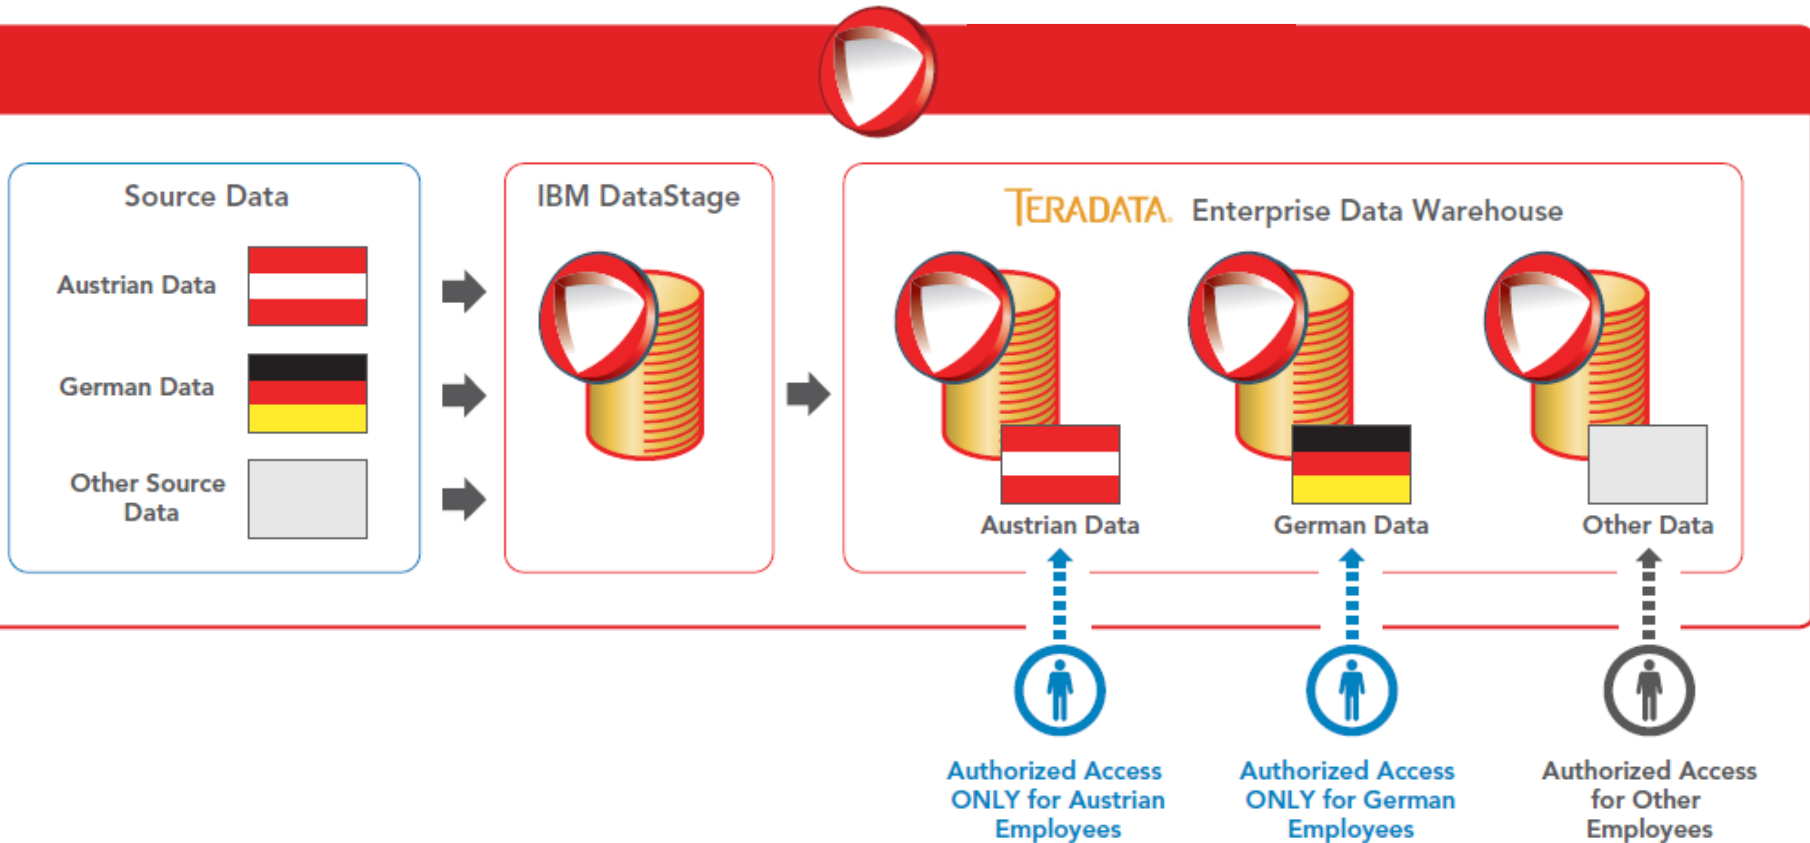 Source Data
Austrian Data
German Data
Other Source
Data
IBM DataStage
TERADATA. Enterprise Data Warehouse
Austrian Data
German Data
Other Data
Authorized Access
ONLY for Austrian
Employees
Authorized Access
ONLY for German
Employees
Authorized Access
for Other
Employees